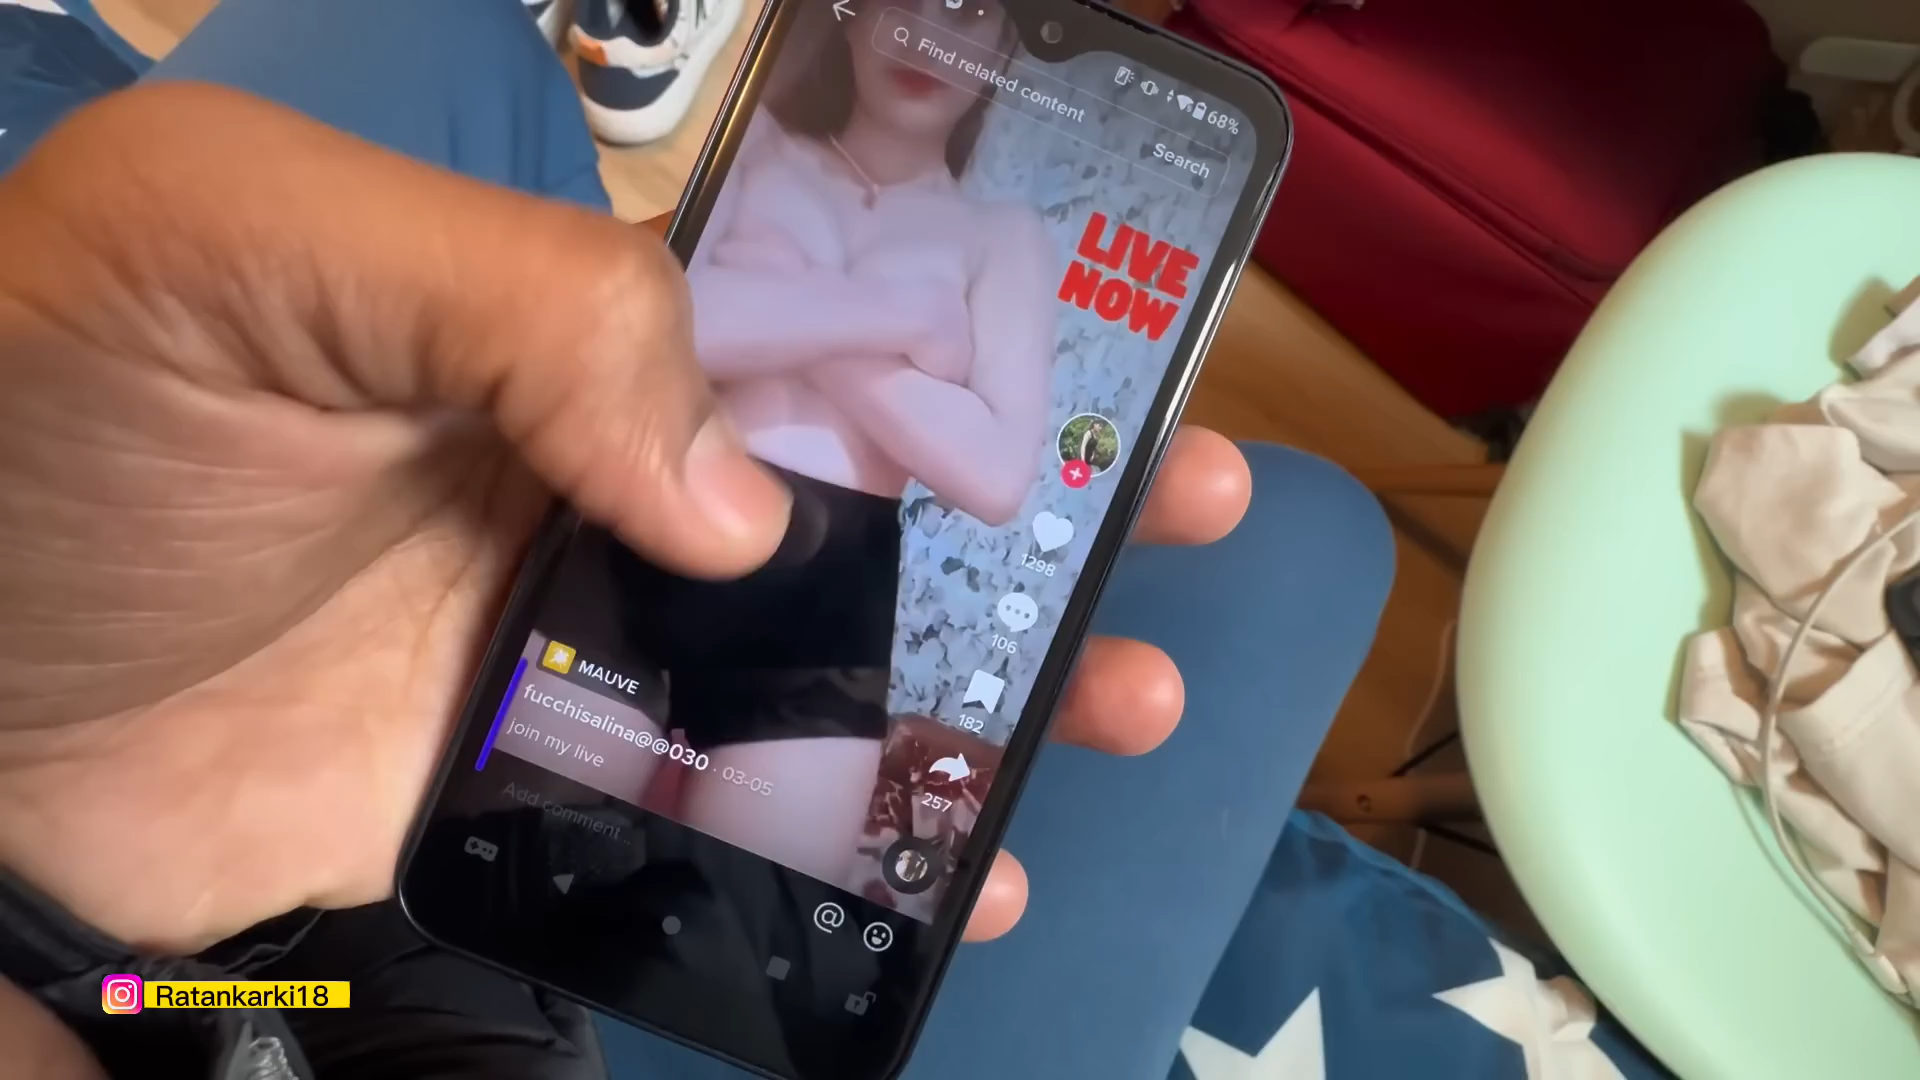 Find related content
68%
Search
LIVE
NOW
1298
106
182
257
MAUVE
fucchisalina@@030 · 03-05
join my live
Add comment...
Ratankarki18